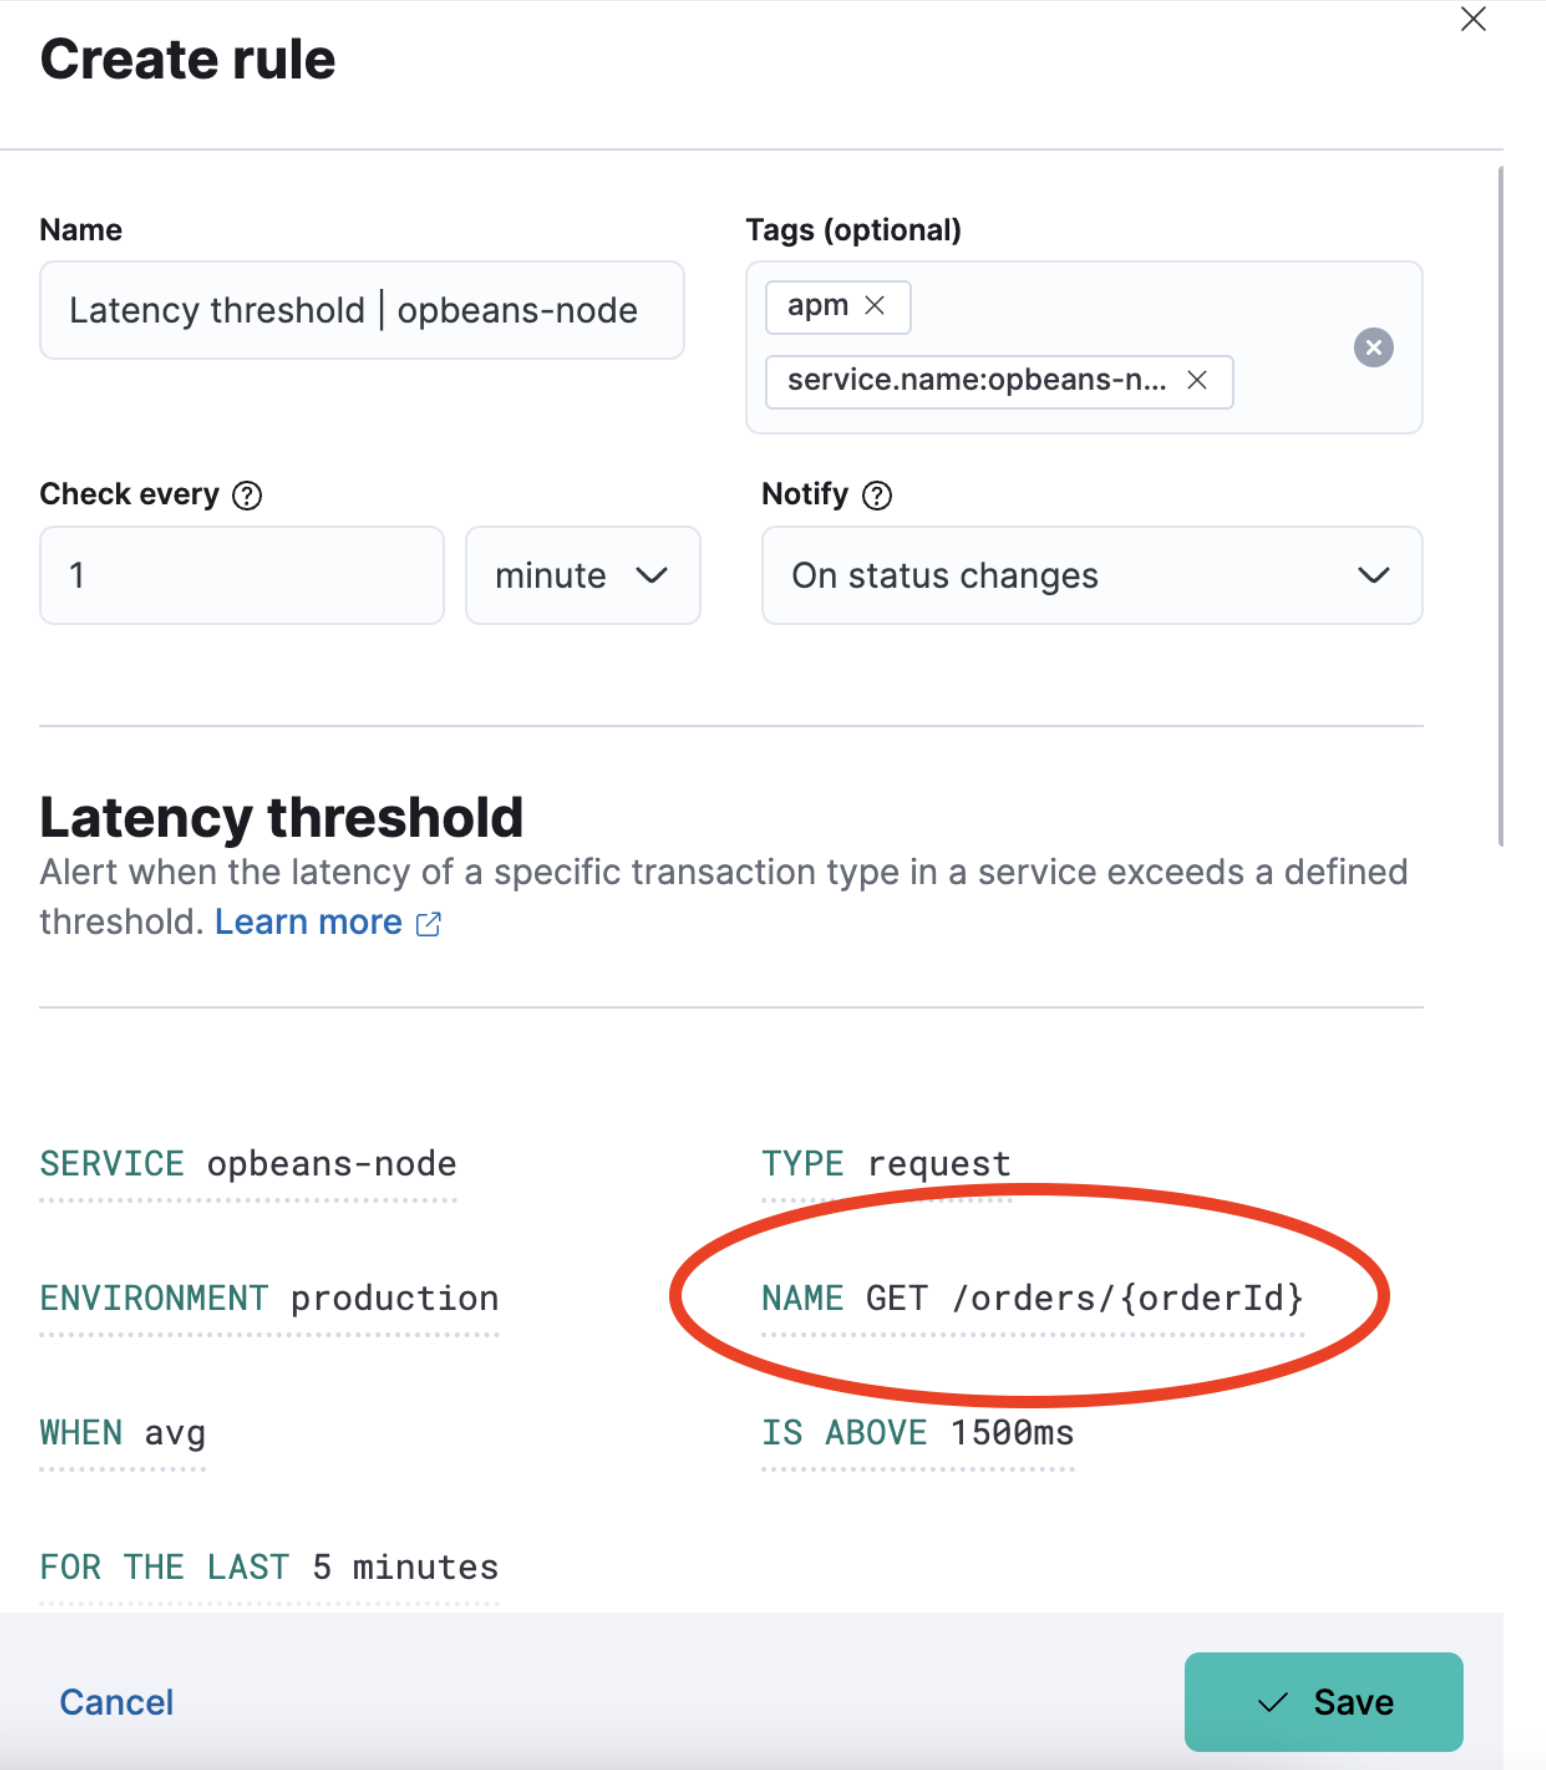 Create rule
Name
Tags (optional)
Latency threshold | opbeans-node
apm
service.name:opbeans-n...
Check every
Notify
1
minute
On status changes
Latency threshold
Alert when the latency of a specific transaction type in a service exceeds a defined
threshold. Learn more
SERVICE opbeans-node
TYPE request
ENVIRONMENT production
NAME GET /orders/{orderId}
WHEN avg
IS ABOVE 1500ms
FOR THE LAST 5 minutes
Cancel
Save